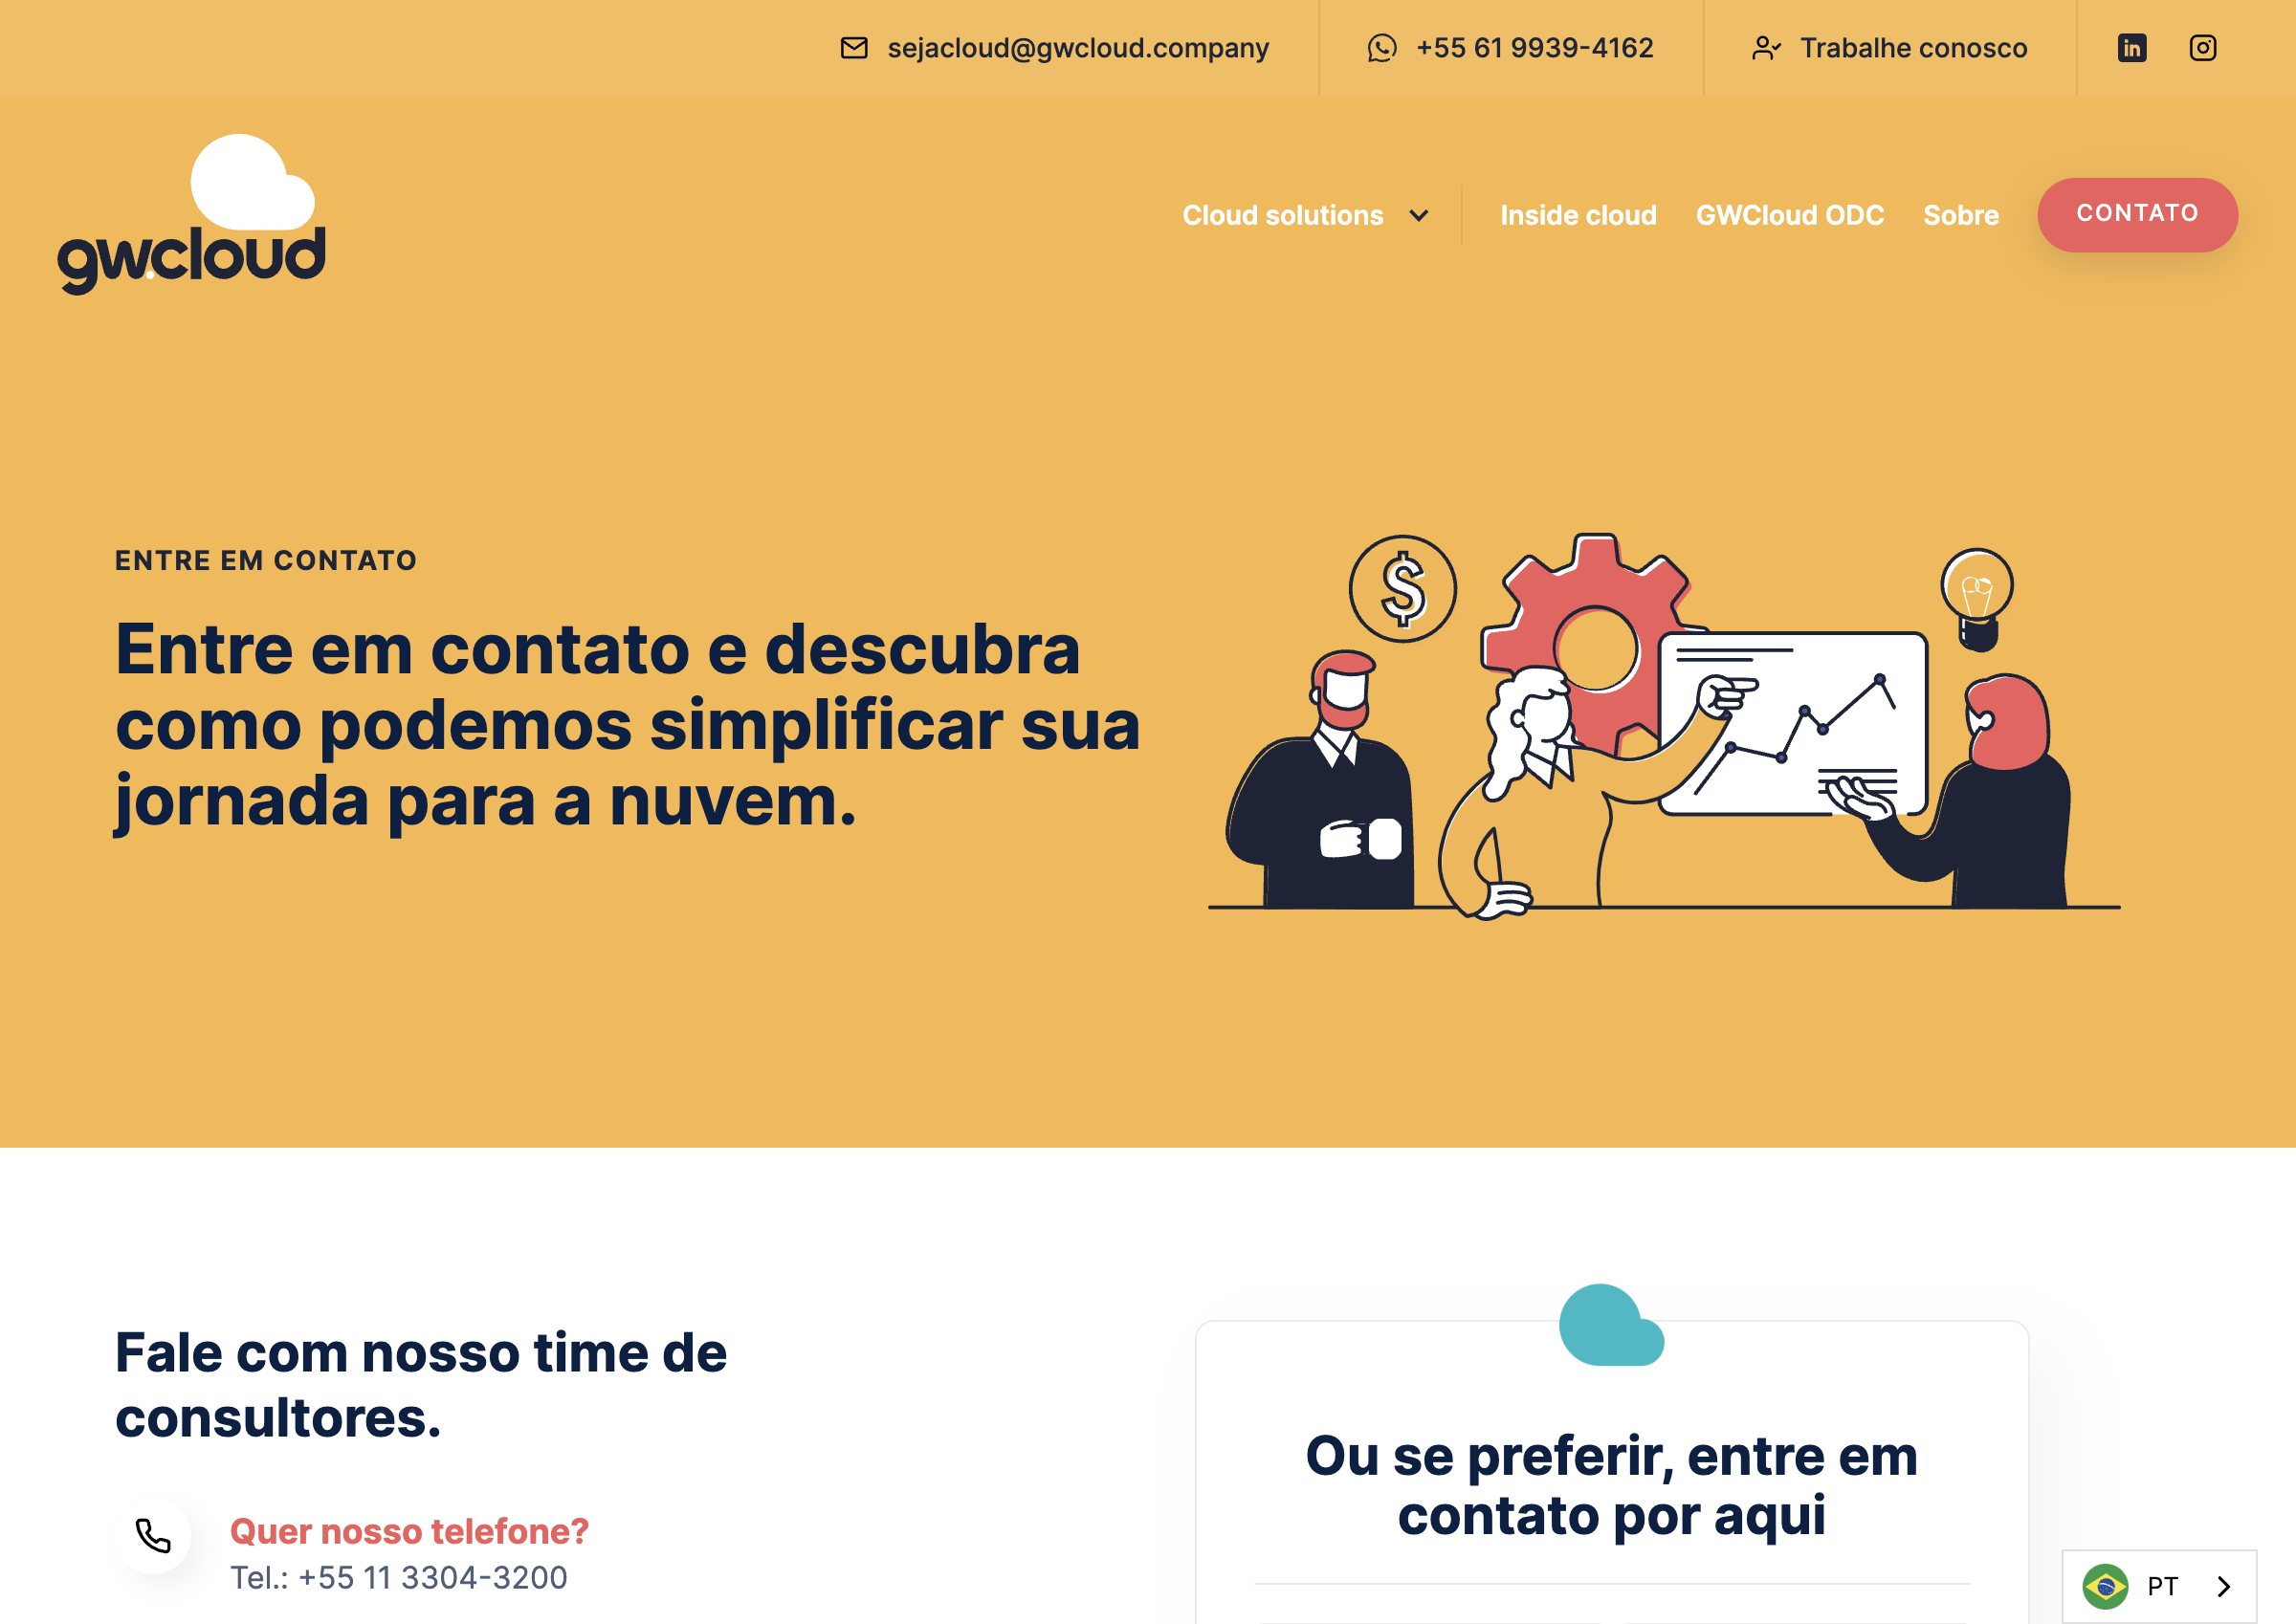 sejacloud@gwcloud.company
+55 61 9939-4162
Trabalhe conosco
gw.cloud
Cloud solutions
Inside cloud
GWCloud ODC
Sobre
CONTATO
ENTRE EM CONTATO
Entre em contato e descubra
como podemos simplificar sua
jornada para a nuvem.
$
Fale com nosso time de
consultores.
Quer nosso telefone?
Tel.: +55 11 3304-3200
Ou se preferir, entre em
contato por aqui
PT